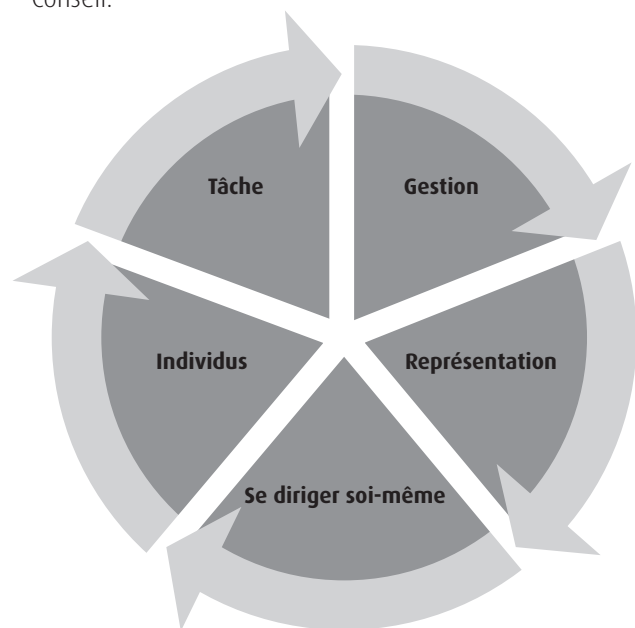 conseil.
Tâche
Gestion
Individus
Représentation
Se diriger soi-même